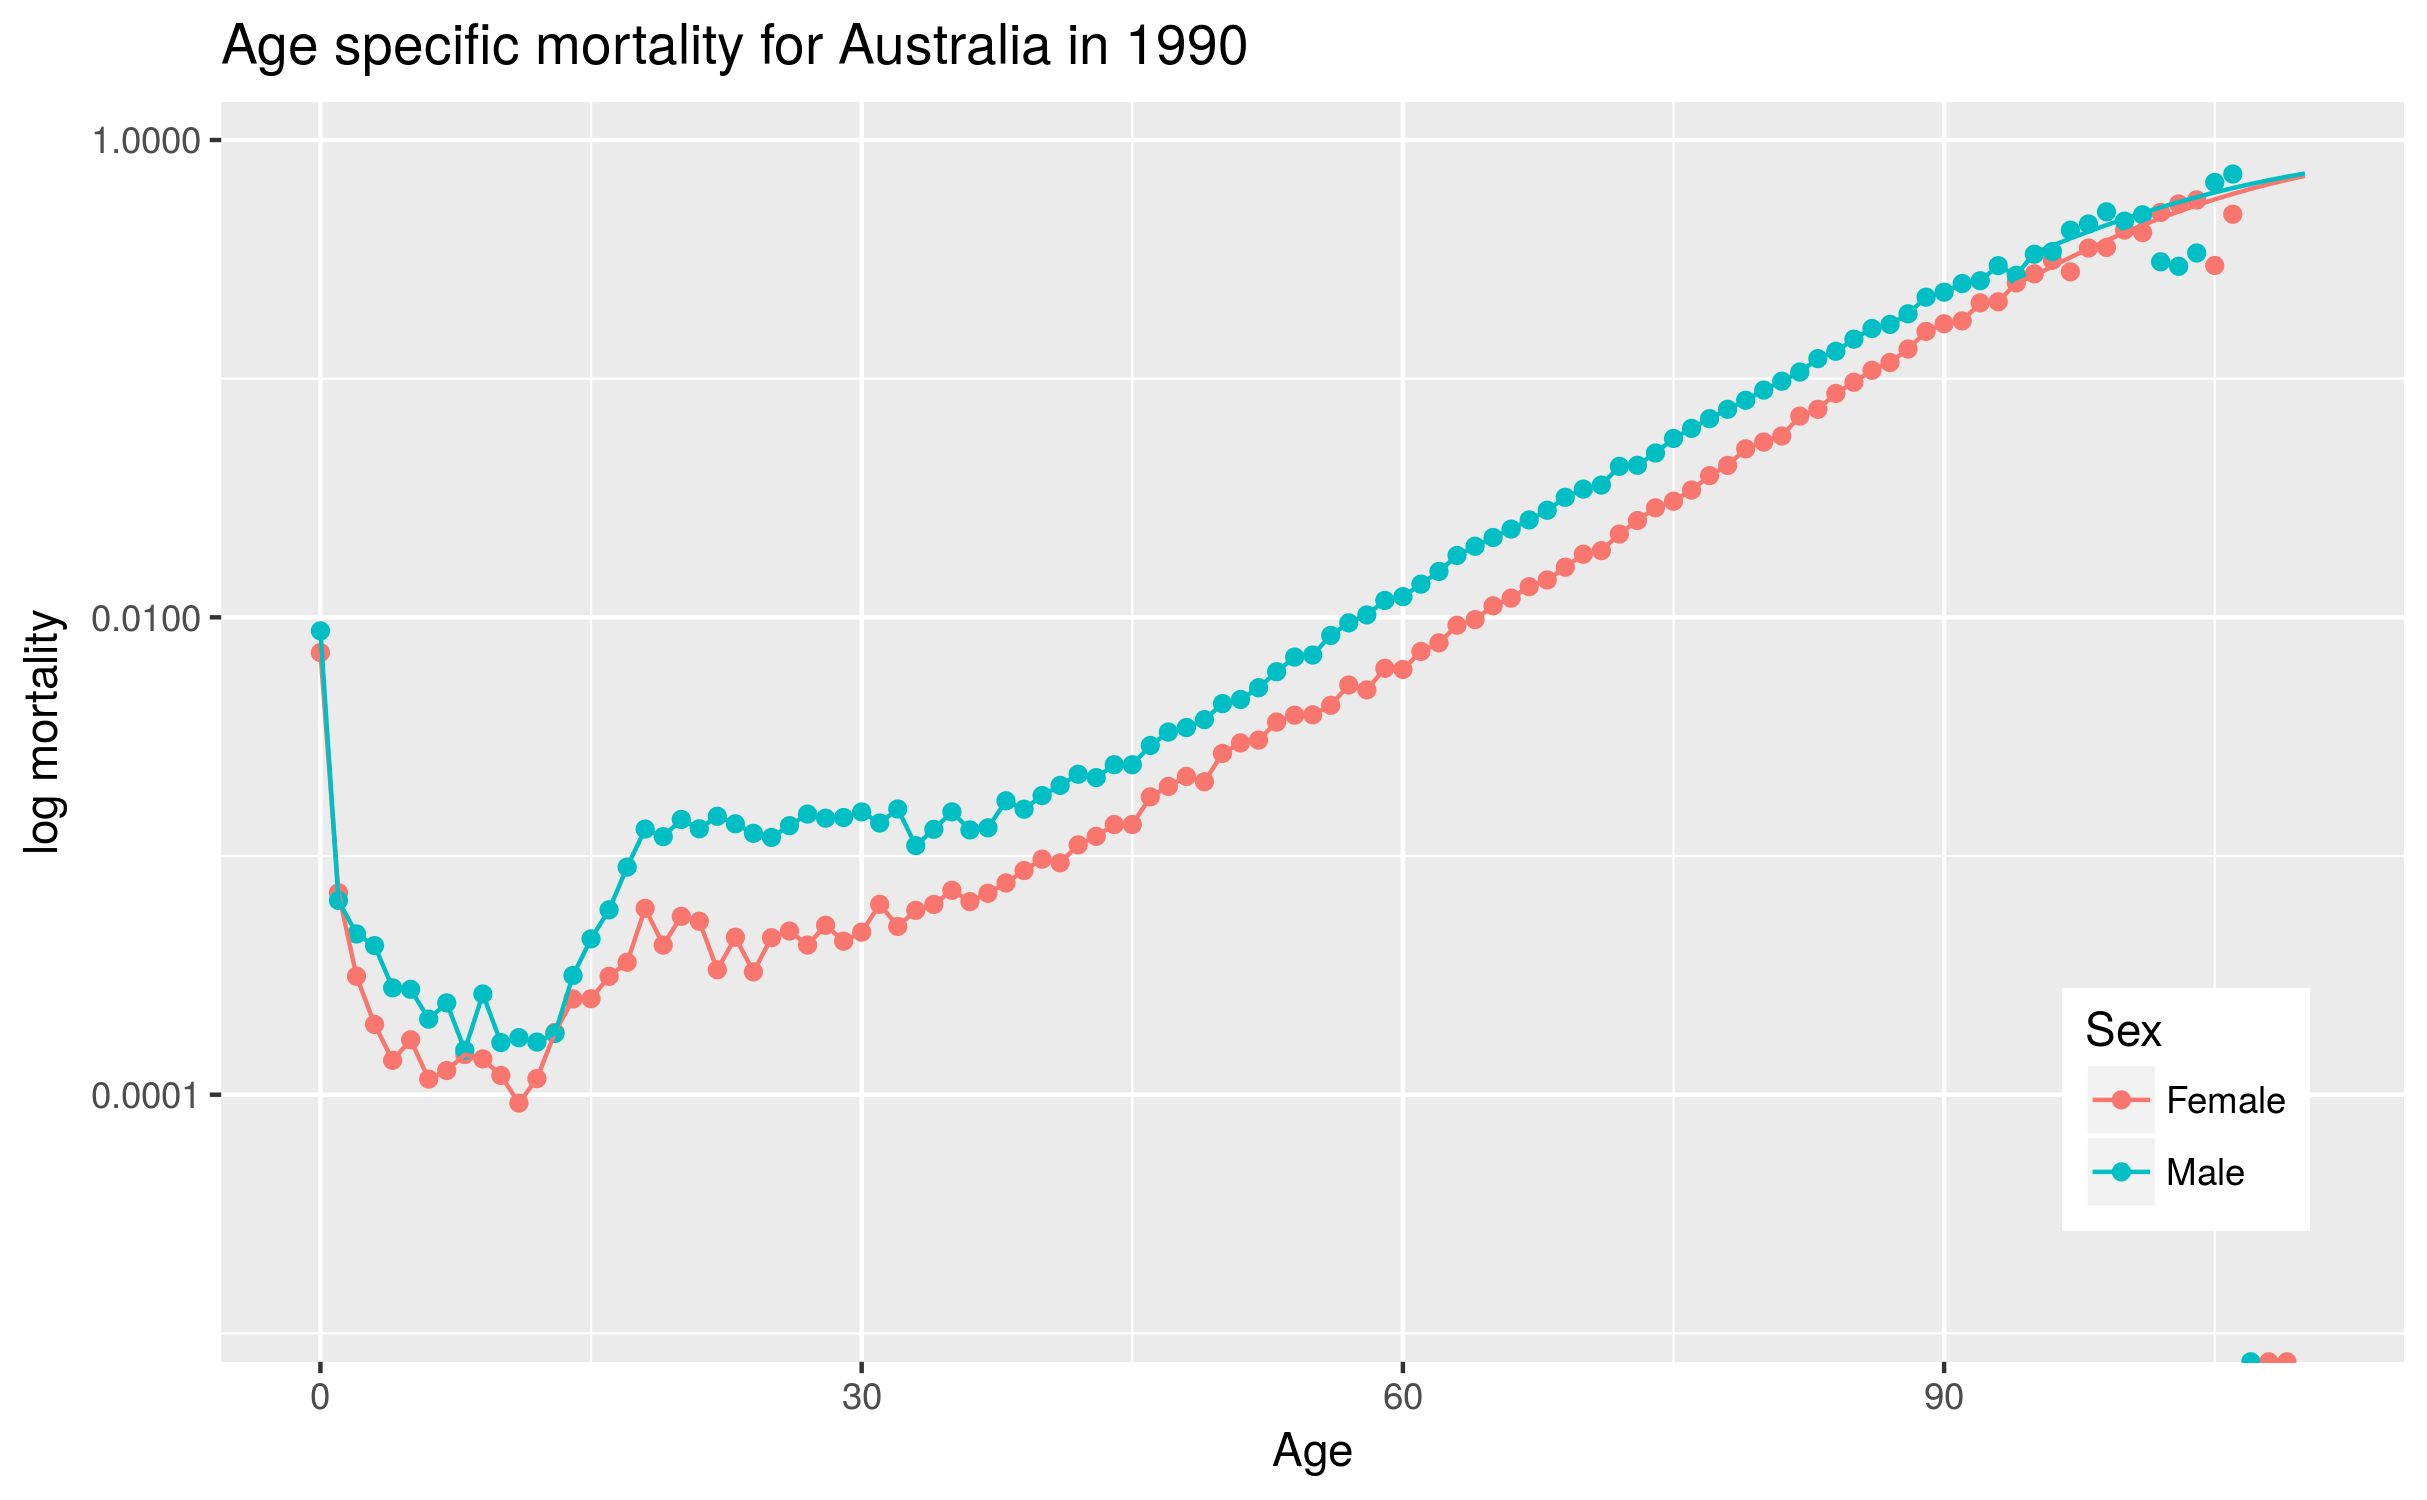 Age specific mortality for Australia in 1990
1.0000
0.0100
0.0001
log mortality
0
30
60
90
Age
Sex
Female
Male